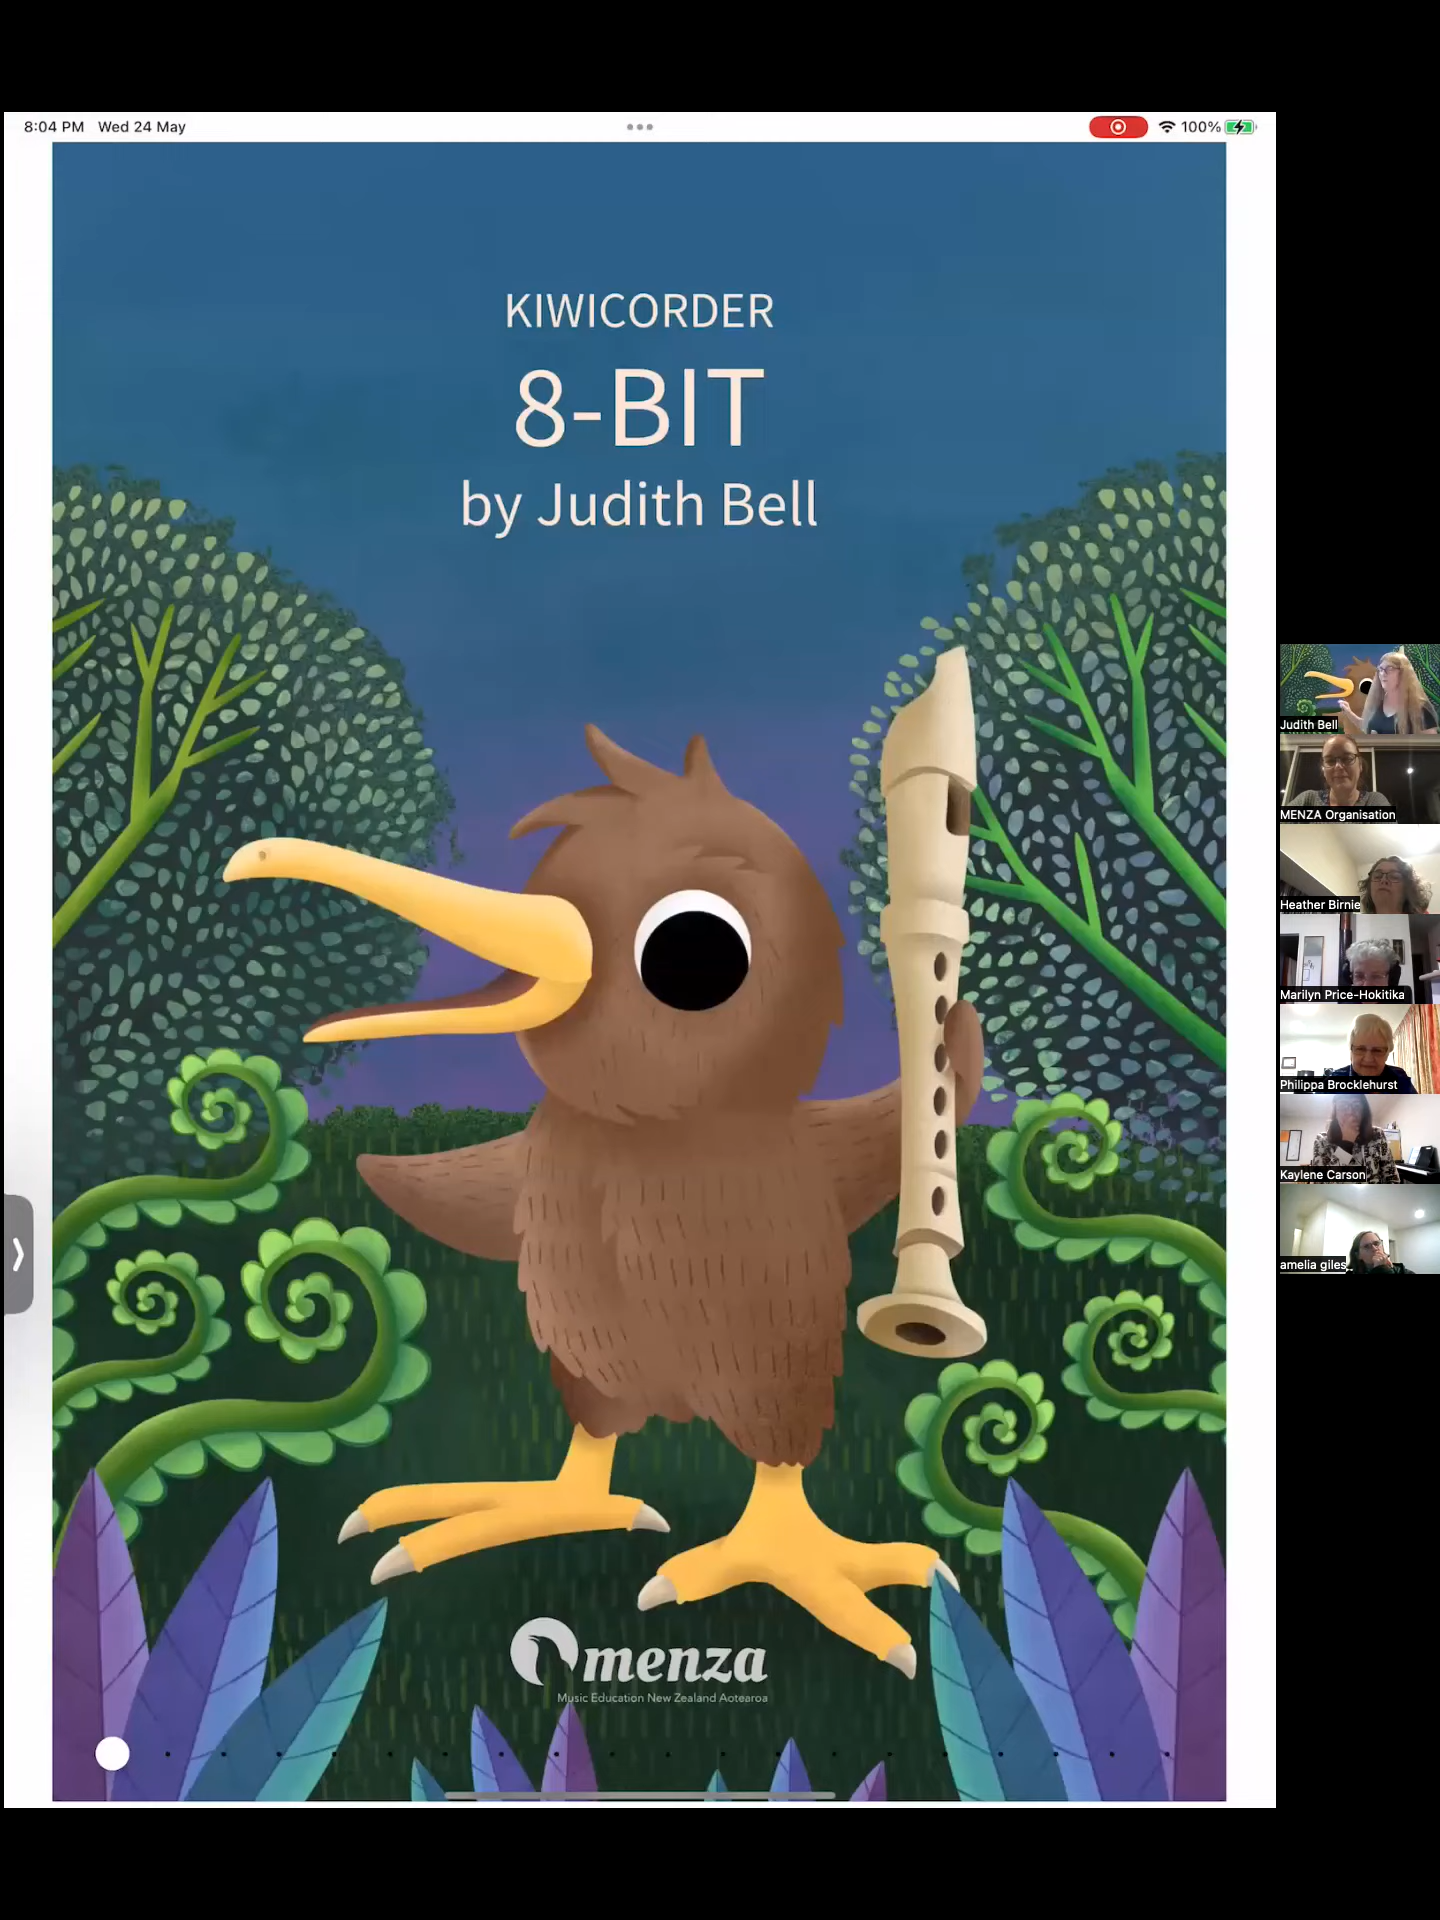 8:04 PM Wed 24 May
100%
KIWICORDER
8-BIT
by Judith Bell
Judith Bell
MENZA Organisation
Heather Birnie
Marilyn Price-Hokitika
Philippa Brocklehurst
Kaylene Carson
amelia giles
menza
Music Education New Zealand Aotearoa